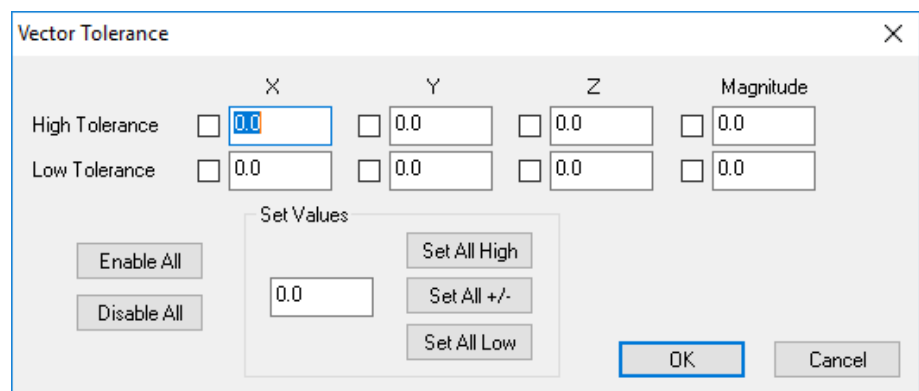 Vector Tolerance
X Y Z Magnitude
High Tolerance 0.0 0.0 0.0 0.0
Low Tolerance 0.0 0.0 0.0 0.0
Set Values
Enable All
Disable All
0.0
Set All High
Set All +/-
Set All Low
OK Cancel